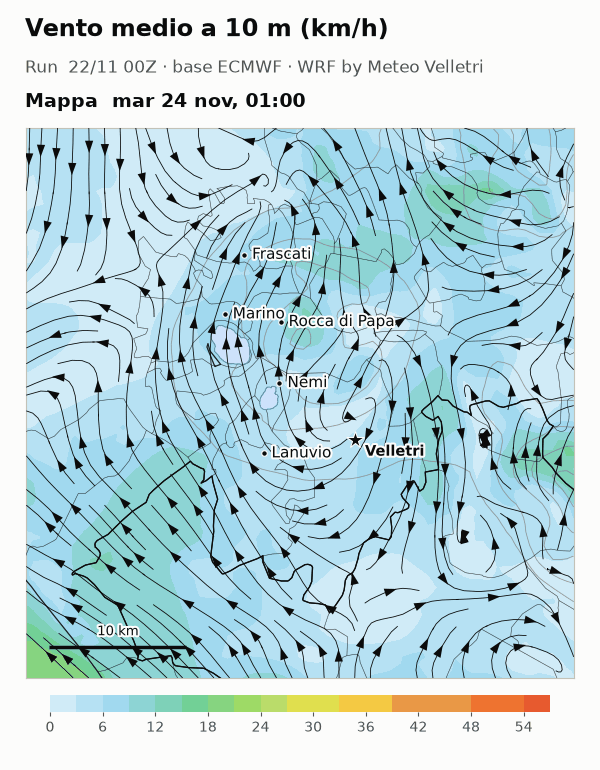 Vento medio a 10 m (km/h)
Run  22/11 00Z · base ECMWF · WRF by Meteo Velletri
Mappa  mar 24 nov, 01:00
Frascati
Marino
Rocca di Papa
Nemi
Lanuvio
Velletri
10 km
0 6 12 18 24 30 36 42 48 54